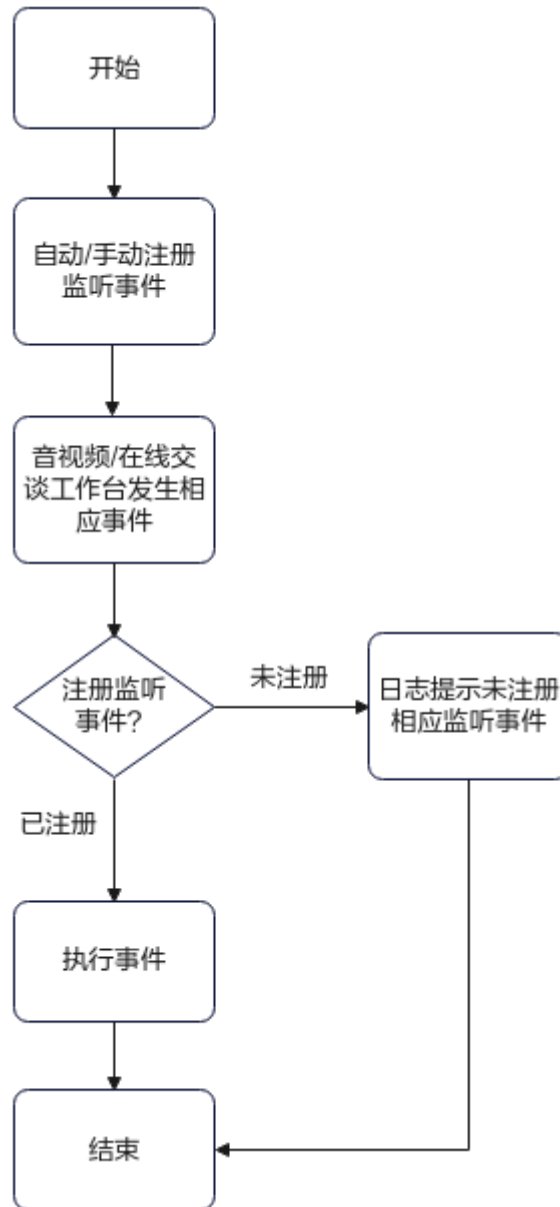 开始
自动/手动注册
监听事件
音视频/在线交
谈工作台发生相
应事件
注册监听
事件?
未注册
日志提示未注册
相应监听事件
已注册
执行事件
结束